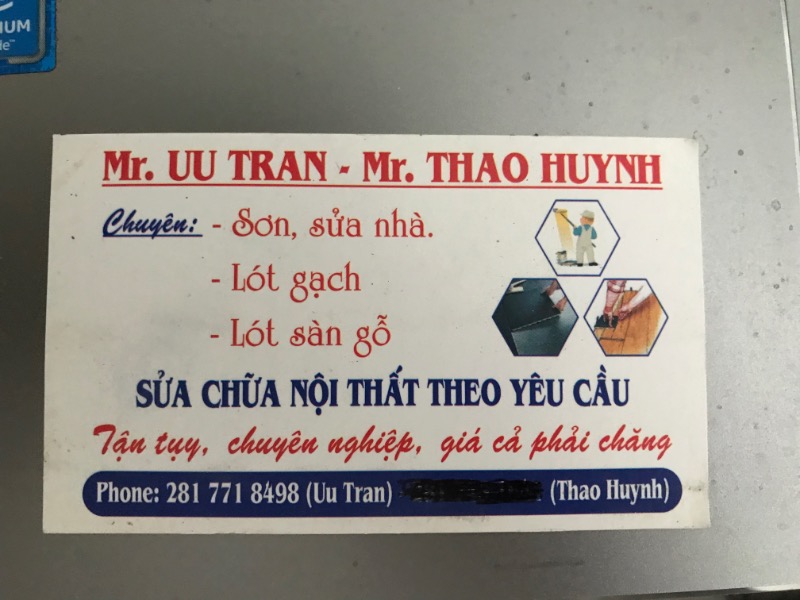 Mr. UU TRAN - Mr. THAO HUYNH
Chuyên: - Sơn, sửa nhà.
- Lót gạch
- Lót sàn gỗ
SỬA CHỮA NỘI THẤT THEO YÊU CẦU
Tận tụy, chuyên nghiệp, giá cả phải chăng
Phone: 281 771 8498 (Uu Tran) (Thao Huynh)